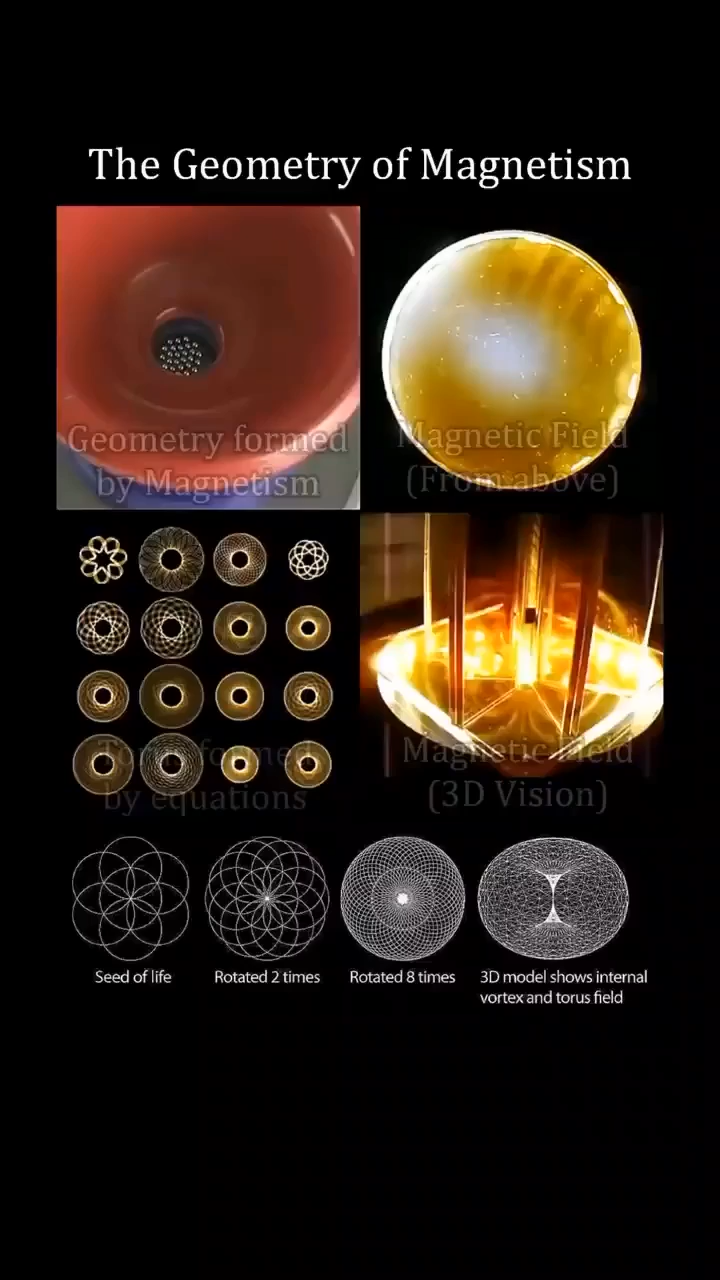 The Geometry of Magnetism
Geometry formed
by Magnetism
Magnetic Field
(From above)
formed
by equations
Magnetic Field
(3D Vision)
Seed of life
Rotated 2 times
Rotated 8 times
3D model shows internal
vortex and torus field